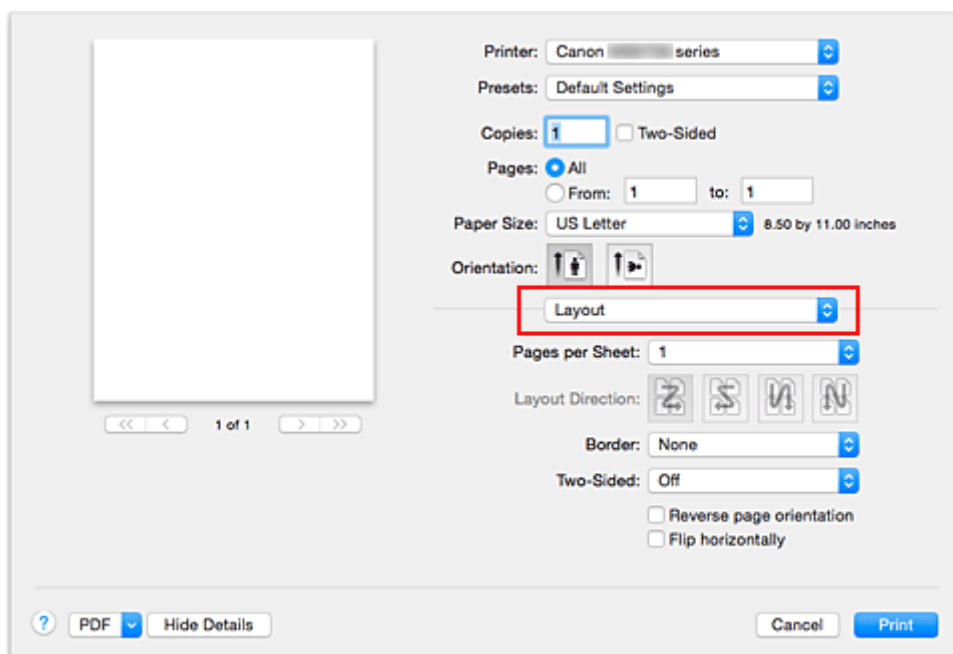 Printer: Canon series
Presets: Default Settings
Copies: 1 Two-Sided
Pages: All
From: 1 to: 1
Paper Size: US Letter 8.50 by 11.00 inches
Orientation:
Layout
Pages per Sheet: 1
Layout Direction:
1 of 1
Border: None
Two-Sided: Off
Reverse page orientation
Flip horizontally
? PDF Hide Details Cancel Print